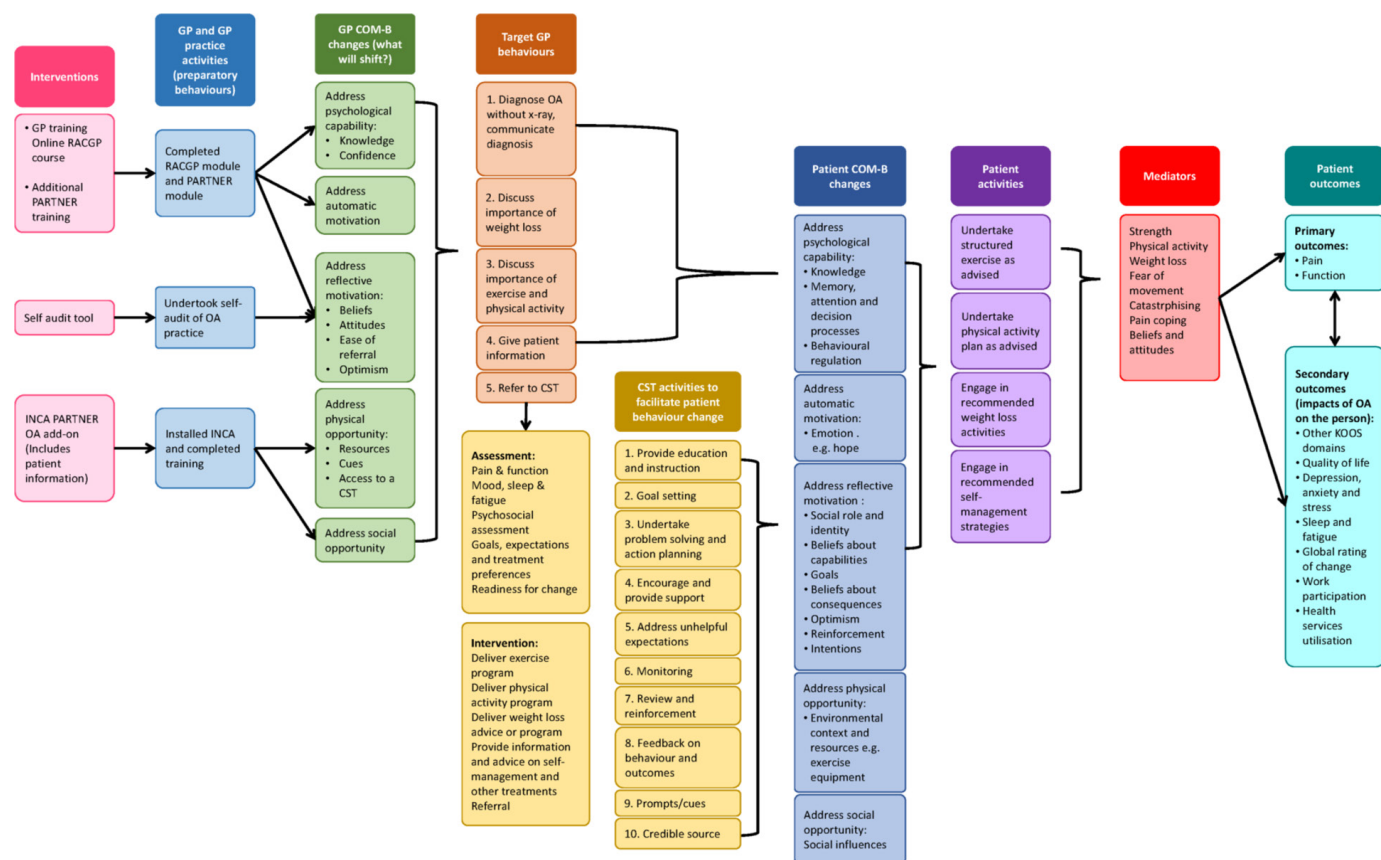 Interventions
• GP training
Online RACGP
course
• Additional
PARTNER
training
Self audit tool
INCA PARTNER
OA add-on
(Includes
patient
information)
GP and GP
practice
activities
(preparatory
behaviours)
Completed
RACGP module
and PARTNER
module
Undertook self-
audit of OA
practice
Installed INCA
and completed
training
GP COM-B
changes (what
will shift?)
Address
psychological
capability:
• Knowledge
• Confidence
Address
automatic
motivation
Address
reflective
motivation:
• Beliefs
• Attitudes
• Ease of
referral
• Optimism
Address
physical
opportunity:
• Resources
• Cues
• Access to a
CST
Address social
opportunity
Target GP
behaviours
1. Diagnose OA
without x-ray,
communicate
diagnosis
2. Discuss
importance of
weight loss
3. Discuss
importance of
exercise and
physical activity
4. Give patient
information
5. Refer to CST
Assessment:
Pain & function
Mood, sleep &
fatigue
Psychosocial
assessment
Goals, expectations
and treatment
preferences
Readiness for change
Intervention:
Deliver exercise
program
Deliver physical
activity program
Deliver weight loss
advice or program
Provide information
and advice on self-
management and
other treatments
Referral
CST activities to
facilitate patient
behaviour change
1. Provide education
and instruction
2. Goal setting
3. Undertake
problem solving and
action planning
4. Encourage and
provide support
5. Address unhelpful
expectations
6. Monitoring
7. Review and
reinforcement
8. Feedback on
behaviour and
outcomes
9. Prompts/cues
10. Credible source
Patient COM-B
changes
Address
psychological
capability:
• Knowledge
• Memory,
attention and
decision
processes
• Behavioural
regulation
Address
automatic
motivation:
• Emotion .
e.g. hope
Address reflective
motivation :
• Social role and
identity
• Beliefs about
capabilities
• Goals
• Beliefs about
consequences
• Optimism
• Reinforcement
• Intentions
Address physical
opportunity:
• Environmental
context and
resources e.g.
exercise
equipment
Address social
opportunity:
Social influences
Patient
activities
Undertake
structured
exercise as
advised
Undertake
physical activity
plan as advised
Engage in
recommended
weight loss
activities
Engage in
recommended
self-
management
strategies
Mediators
Strength
Physical activity
Weight loss
Fear of
movement
Catastrphising
Pain coping
Beliefs and
attitudes
Patient
outcomes
Primary
outcomes:
• Pain
• Function
Secondary
outcomes
(impacts of OA
on the person):
• Other KOOS
domains
• Quality of life
• Depression,
anxiety and
stress
• Sleep and
fatigue
• Global rating
of change
• Work
participation
• Health
services
utilisation